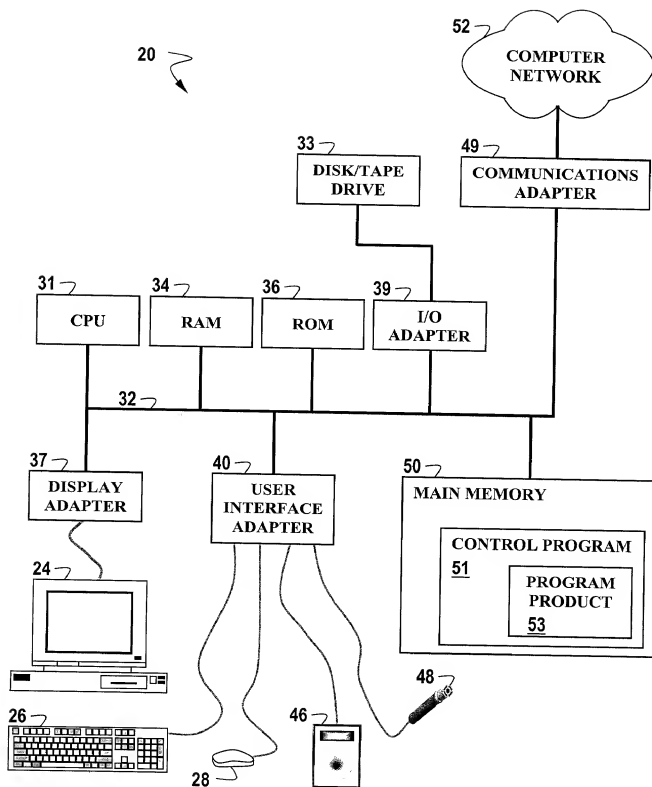 52
COMPUTER
NETWORK
20
33
DISK/TAPE
DRIVE
49
COMMUNICATIONS
ADAPTER
31
CPU
34
RAM
36
ROM
39
I/O
ADAPTER
32
37
DISPLAY
ADAPTER
40
USER
INTERFACE
ADAPTER
50
MAIN MEMORY
CONTROL PROGRAM
51
PROGRAM
PRODUCT
53
24
26
28
46
48